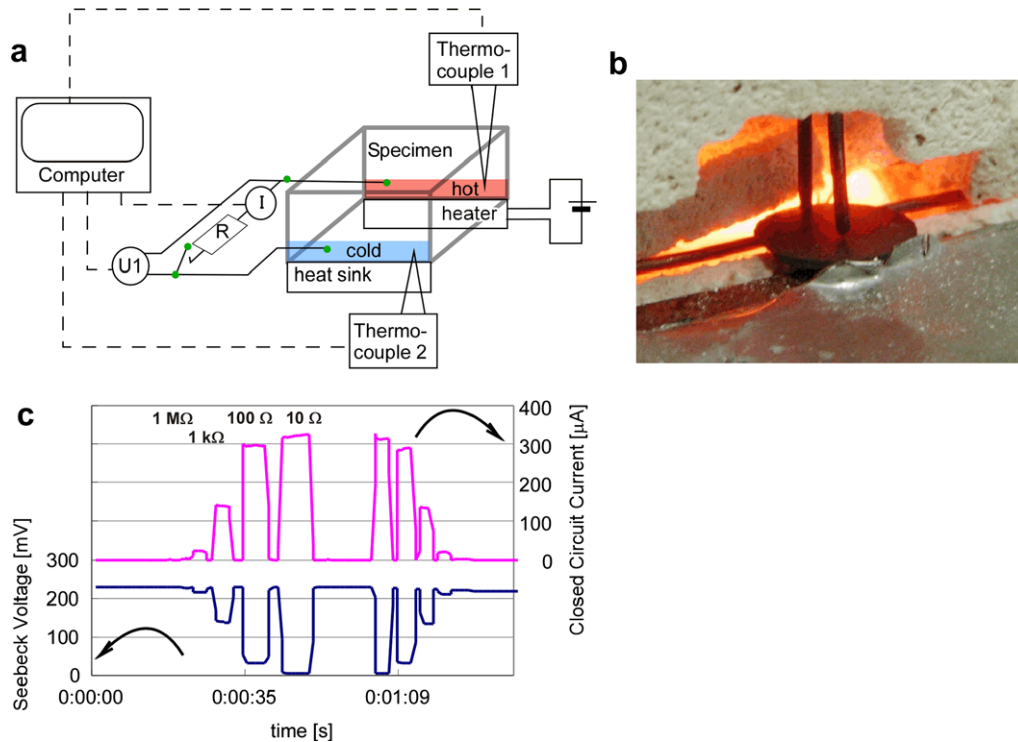 a
Thermo-
couple 1
b
Computer
Specimen
hot
heater
I
R
U1
cold
heat sink
Thermo-
couple 2
c
1 MΩ 100 Ω 10 Ω
1 kΩ
400
300
200
100
0
Closed Circuit Current [µA]
300
200
100
0
Seebeck Voltage [mV]
0:00:00 0:00:35 0:01:09
time [s]